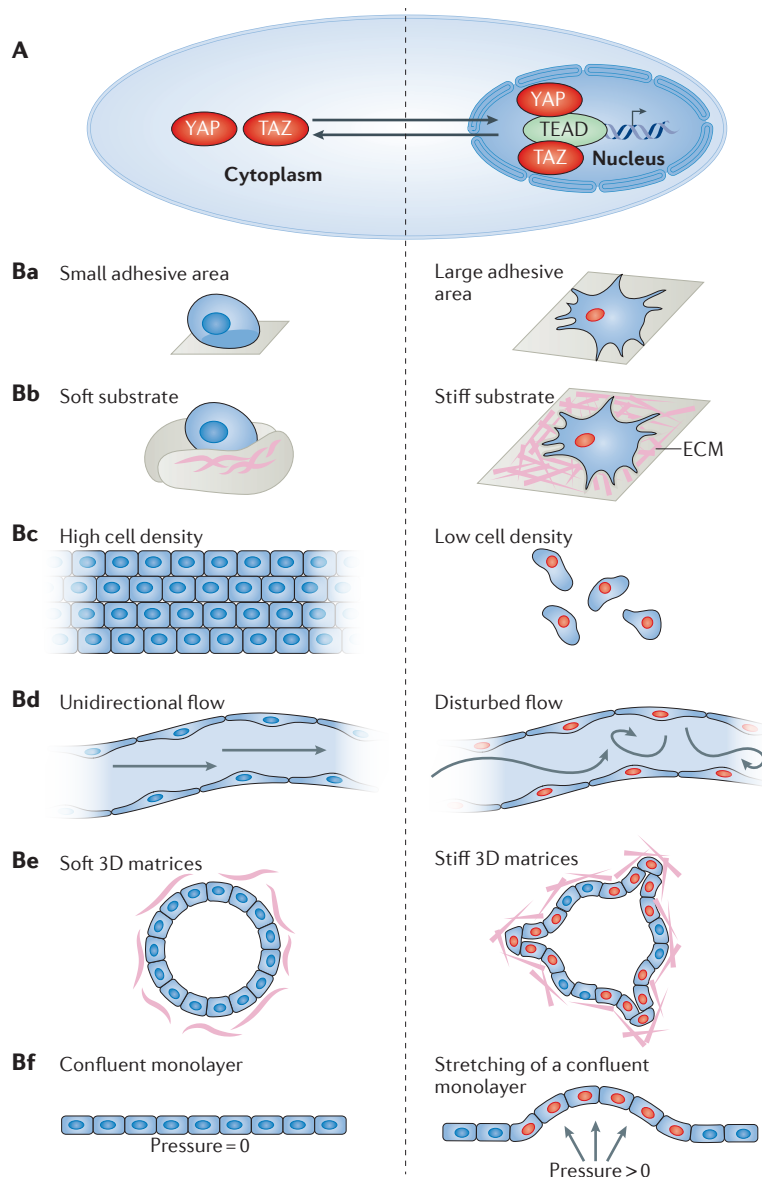 A
YAP
TAZ
Cytoplasm
YAP
TEAD
TAZ
Nucleus
Ba
Small adhesive area
Large adhesive
area
Bb
Soft substrate
Stiff substrate
ECM
Bc
High cell density
Low cell density
Bd
Unidirectional flow
Disturbed flow
Be
Soft 3D matrices
Stiff 3D matrices
Bf
Confluent monolayer
Pressure = 0
Stretching of a confluent
monolayer
Pressure > 0